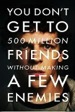 YOU DON'T
GET TO
500 MILLION
FRIENDS
WITHOUT MAKING
A FEW
ENEMIES